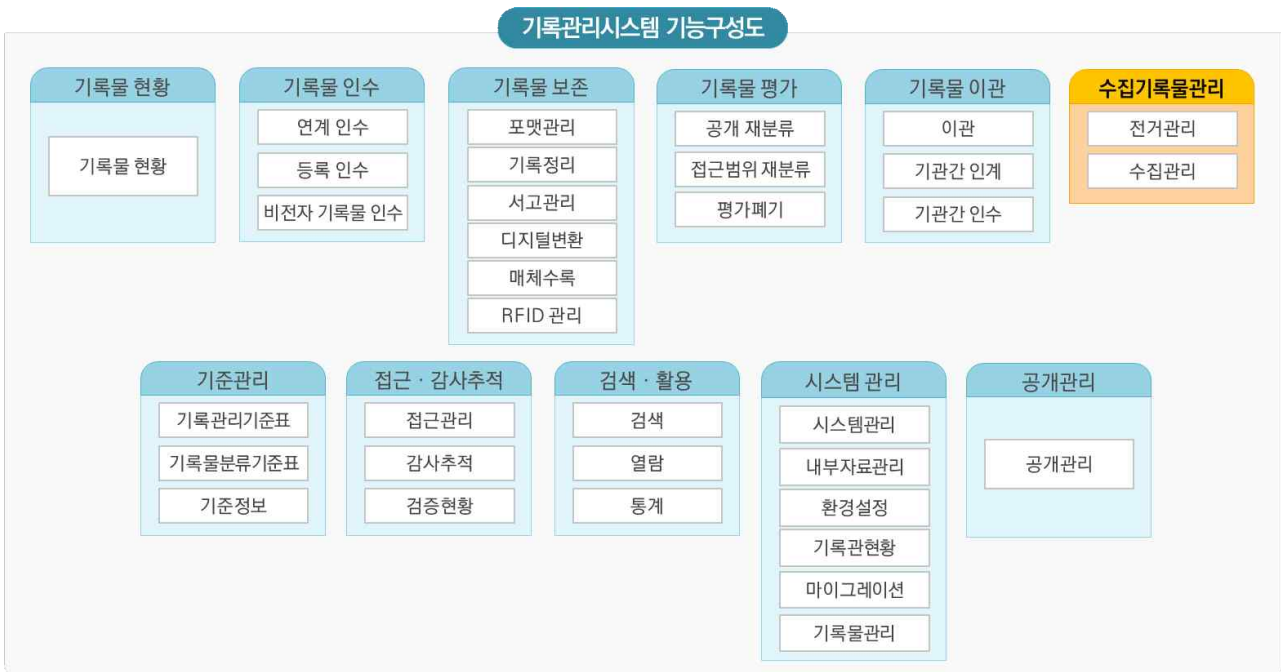 기록관리시스템 기능구성도
기록물 현황
기록물 현황
기록물 인수
연계 인수
등록 인수
비전자 기록물 인수
기록물 보존
포맷관리
기록정리
서고관리
디지털변환
매체수록
RFID 관리
기록물 평가
공개 재분류
접근범위 재분류
평가폐기
기록물 이관
이관
기관간 인계
기관간 인수
수집기록물관리
전거관리
수집관리
기준관리
기록관리기준표
기록물분류기준표
기준정보
접근 · 감사추적
접근관리
감사추적
검증현황
검색 · 활용
검색
열람
통계
시스템 관리
시스템관리
내부자료관리
환경설정
기록관현황
마이그레이션
기록물관리
공개관리
공개관리